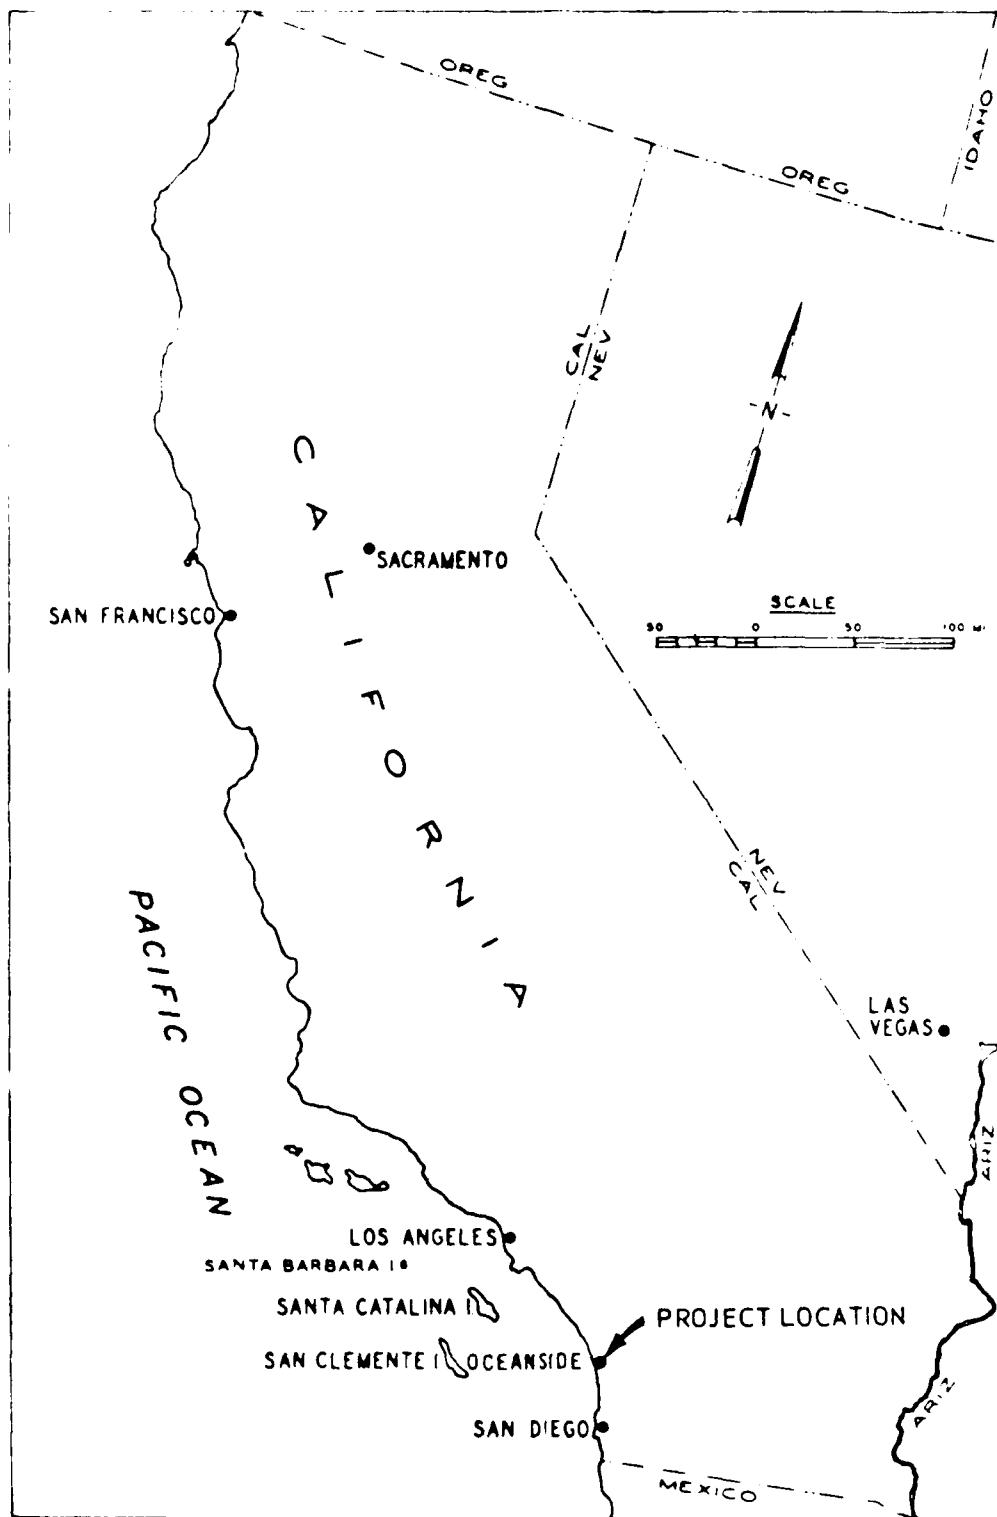 OREG
OREG
IDAHO
CAL
NEV
N
CALIFORNIA
SACRAMENTO
SAN FRANCISCO
SCALE
50 0 50 100 MI
NEV
CAL
PACIFIC OCEAN
LAS
VEGAS
ARIZ
LOS ANGELES
SANTA BARBARA I
SANTA CATALINA I
PROJECT LOCATION
SAN CLEMENTE I
OCEANSIDE
ARIZ
SAN DIEGO
MEXICO